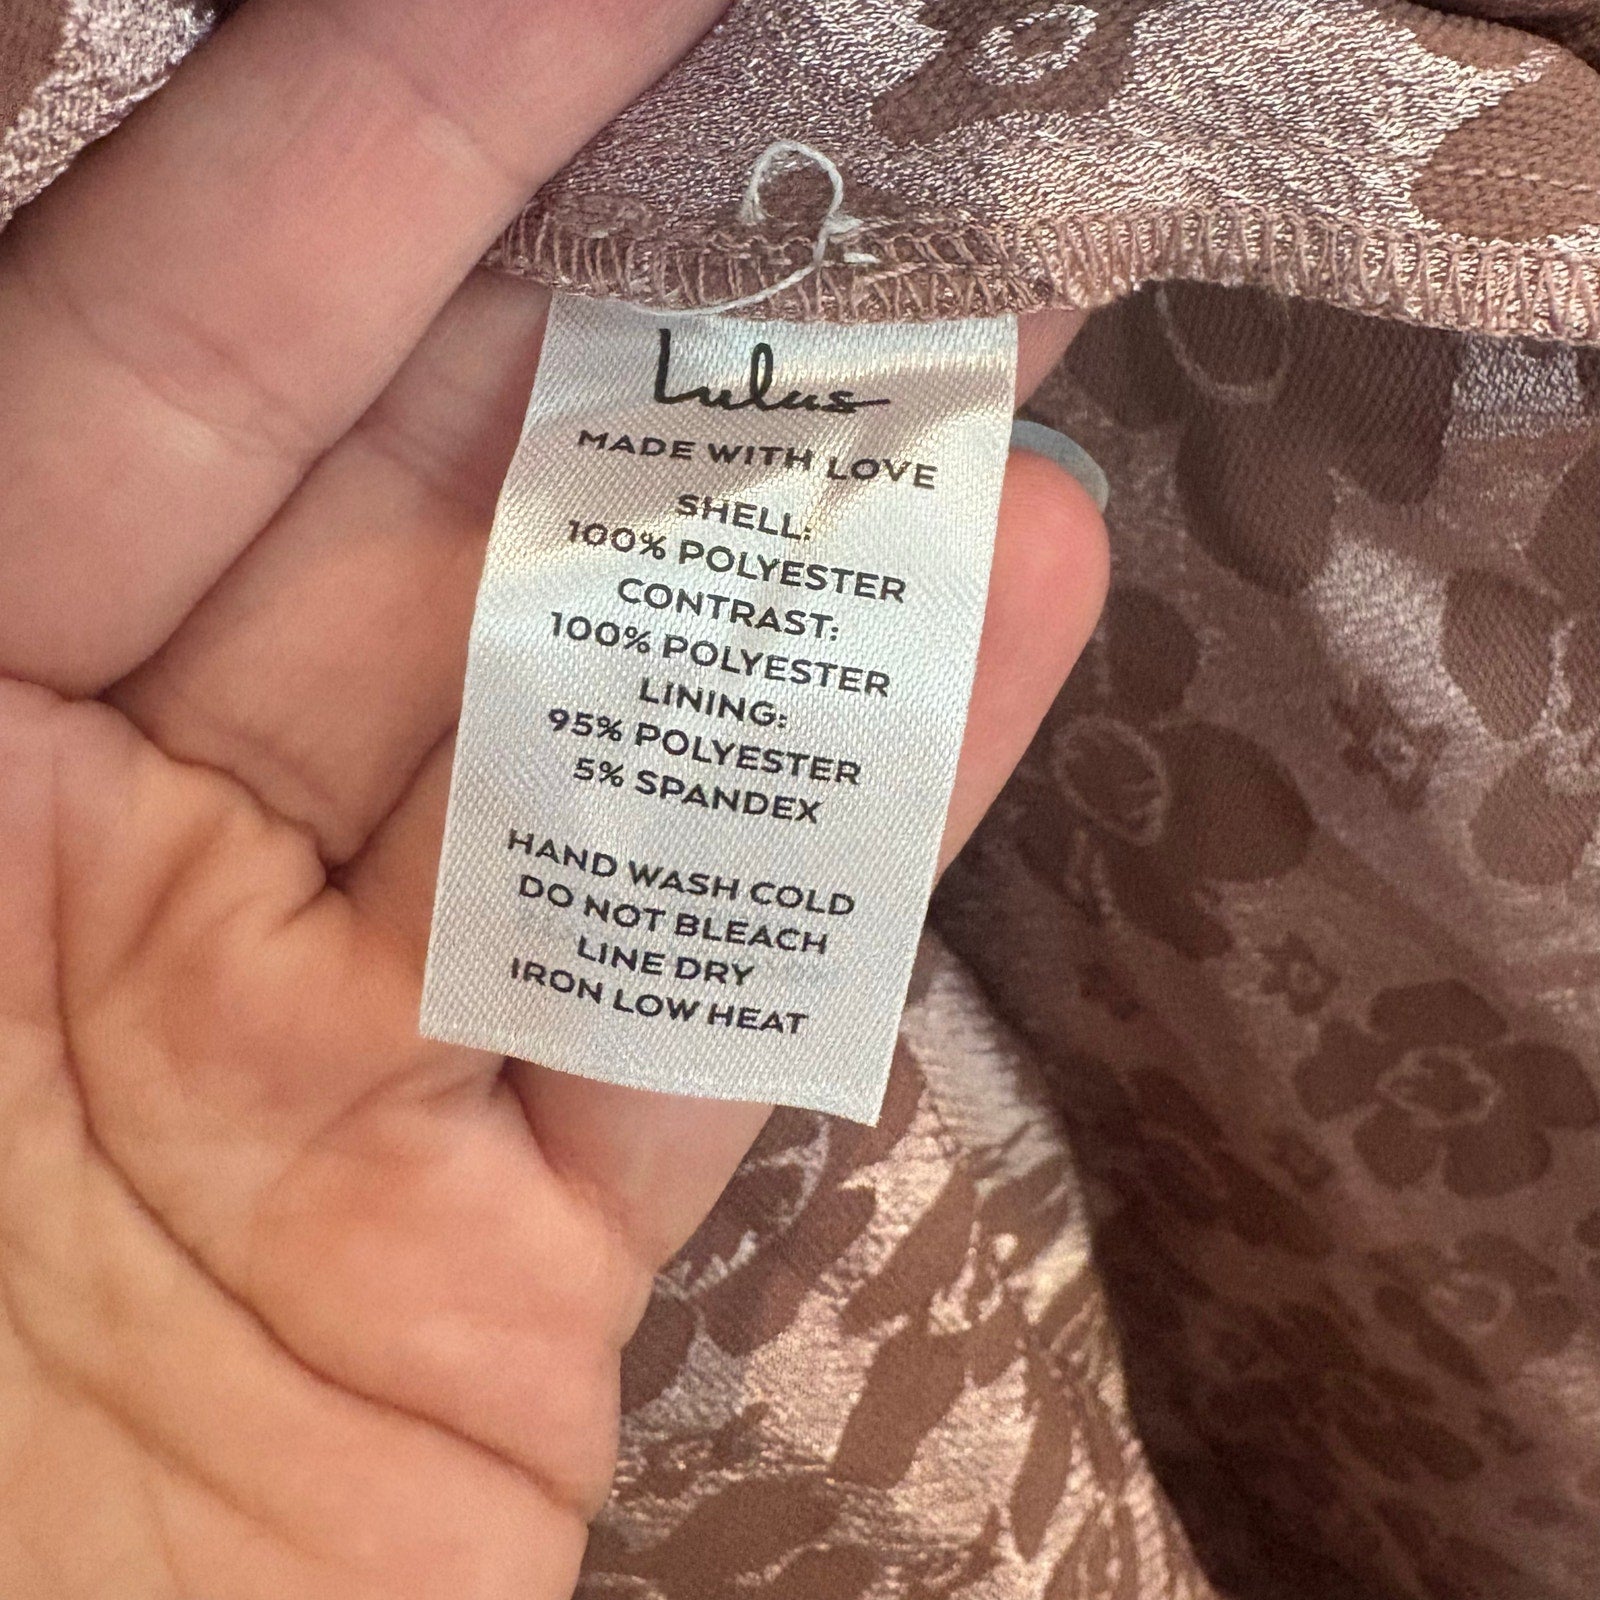 Lulus
MADE WITH LOVE
SHELL:
100% POLYESTER
CONTRAST:
100% POLYESTER
LINING:
95% POLYESTER
5% SPANDEX
HAND WASH COLD
DO NOT BLEACH
LINE DRY
IRON LOW HEAT